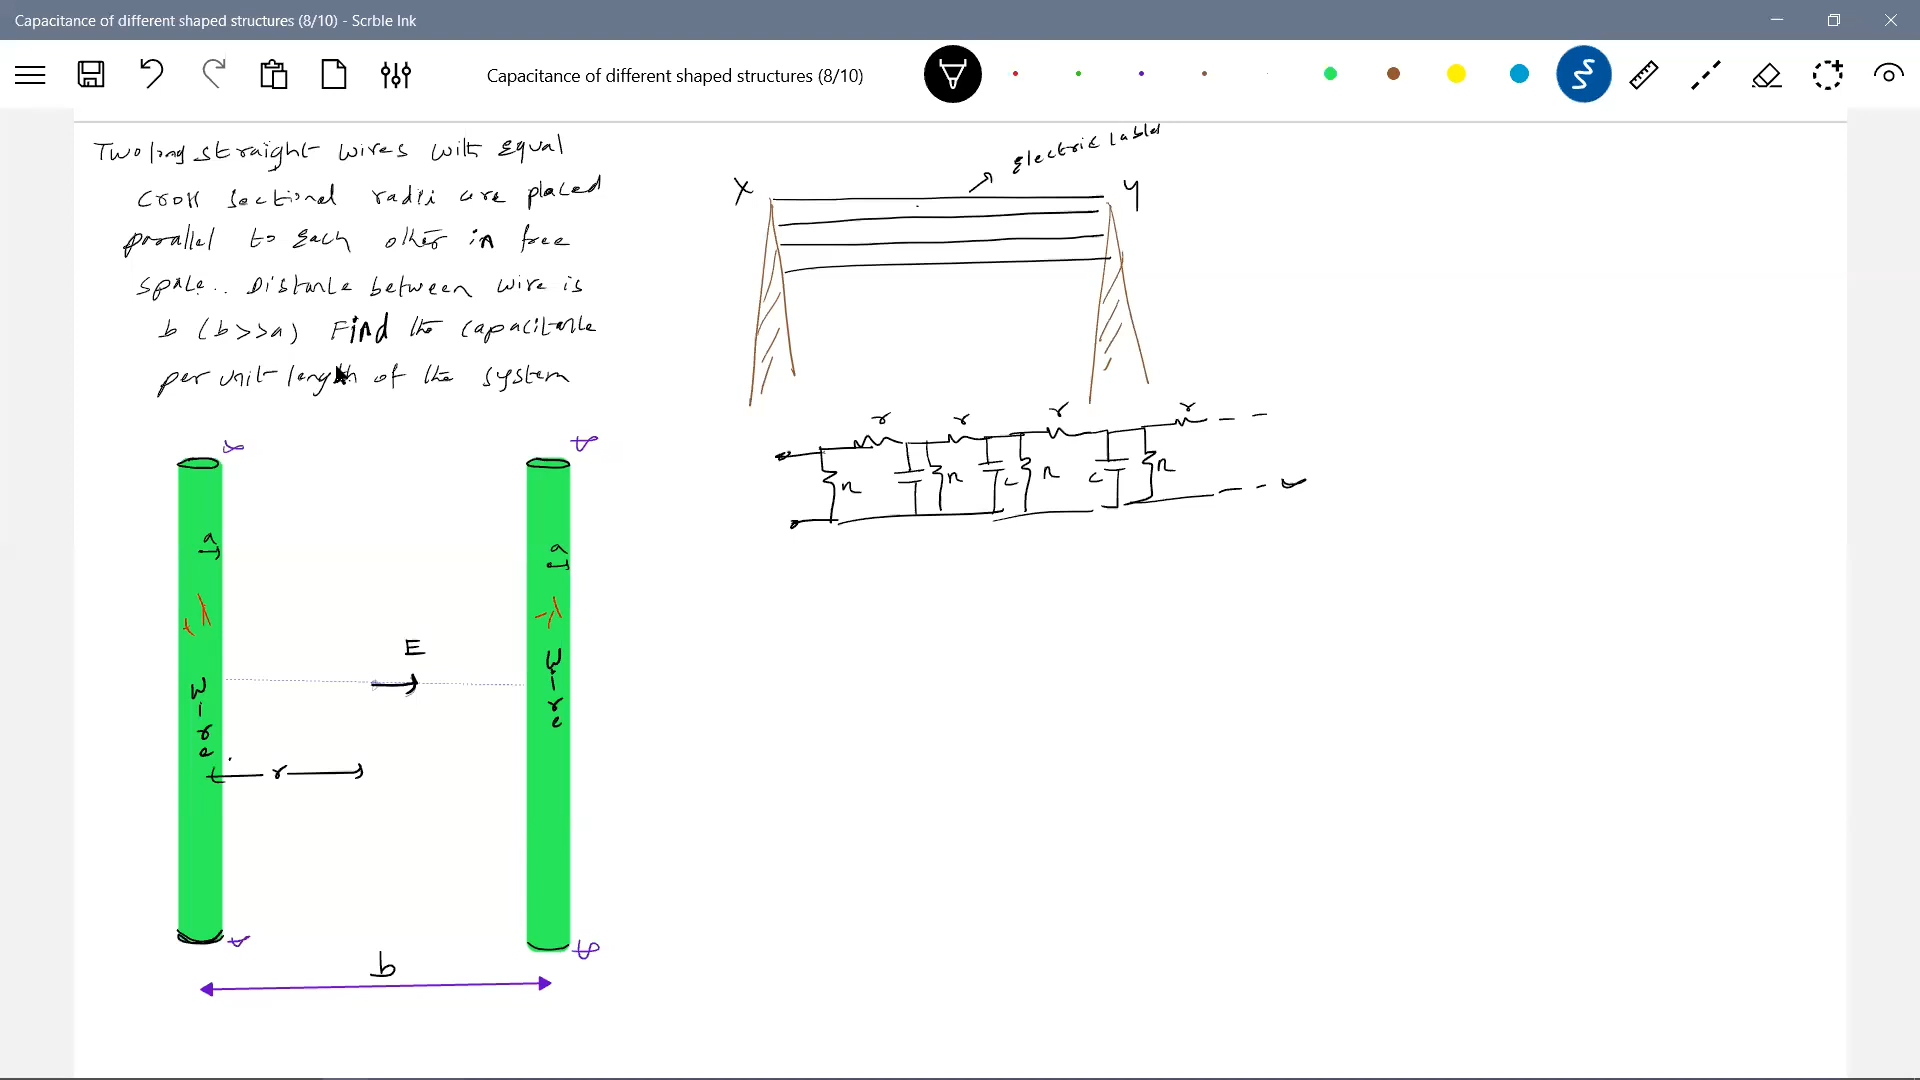 Capacitance of different shaped structures (8/10) - Scrble Ink
Capacitance of different shaped structures (8/10)
Two long straight wires with equal
cross sectional radii are placed
parallel to each other in free
space.. Distance between wire is
b (b>>a) Find the capacitance
per unit length of the system
X
Y
electric
r r r r
R R C R C R
a
a
λ
-λ
wire
wire
E
r
b